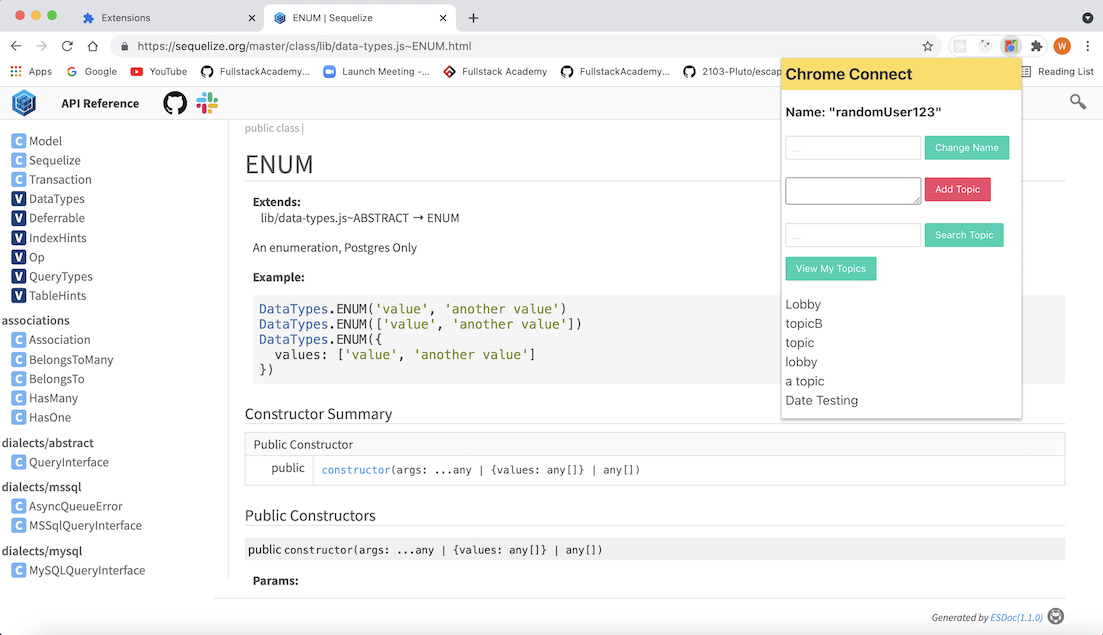 Extensions
ENUM | Sequelize
https://sequelize.org/master/class/lib/data-types.js~ENUM.html
W
Apps
Google
YouTube
FullstackAcademy...
Launch Meeting -...
Fullstack Academy
FullstackAcademy...
2103-Pluto/escap
Reading List
API Reference
C Model
C Sequelize
C Transaction
V DataTypes
V Deferrable
V IndexHints
V Op
V QueryTypes
V TableHints
associations
C Association
C BelongsToMany
C BelongsTo
C HasMany
C HasOne
dialects/abstract
C QueryInterface
dialects/mssql
C AsyncQueueError
C MSSqlQueryInterface
dialects/mysql
C MySQLQueryInterface
public class |
ENUM
Extends:
lib/data-types.js~ABSTRACT → ENUM
An enumeration, Postgres Only
Example:
DataTypes.ENUM('value', 'another value')
DataTypes.ENUM(['value', 'another value'])
DataTypes.ENUM({
values: ['value', 'another value']
})
Constructor Summary
Public Constructor
public constructor(args: ...any | {values: any[]} | any[])
Public Constructors
public constructor(args: ...any | {values: any[]} | any[])
Params:
Generated by ESDoc(1.1.0)
Chrome Connect
Name: "randomUser123"
...
Change Name
Add Topic
...
Search Topic
View My Topics
Lobby
topicB
topic
lobby
a topic
Date Testing